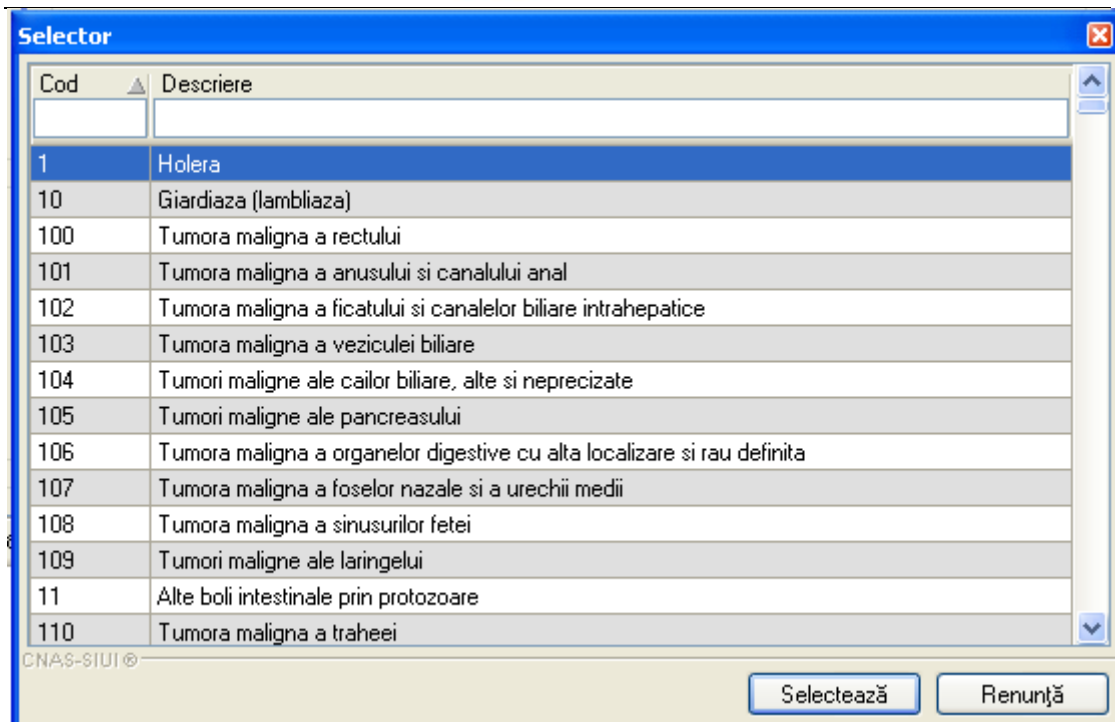 Selector
Cod Descriere
1 Holera
10 Giardiaza (lambliaza)
100 Tumora maligna a rectului
101 Tumora maligna a anusului si canalului anal
102 Tumora maligna a ficatului si canalelor biliare intrahepatice
103 Tumora maligna a veziculei biliare
104 Tumori maligne ale cailor biliare, alte si neprecizate
105 Tumori maligne ale pancreasului
106 Tumora maligna a organelor digestive cu alta localizare si rau definita
107 Tumora maligna a foselor nazale si a urechii medii
108 Tumora maligna a sinusurilor fetei
109 Tumori maligne ale laringelui
11 Alte boli intestinale prin protozoare
110 Tumora maligna a traheei
CNAS-SIUI ®
Selectează Renunţă